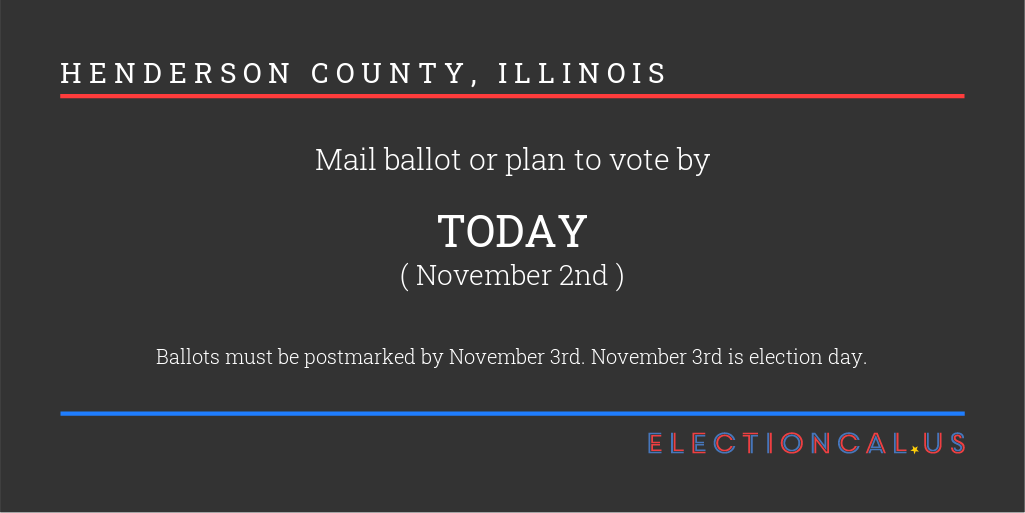 HENDERSON COUNTY, ILLINOIS
Mail ballot or plan to vote by
TODAY
( November 2nd )
Ballots must be postmarked by November 3rd. November 3rd is election day.
ELECTIONCAL.US